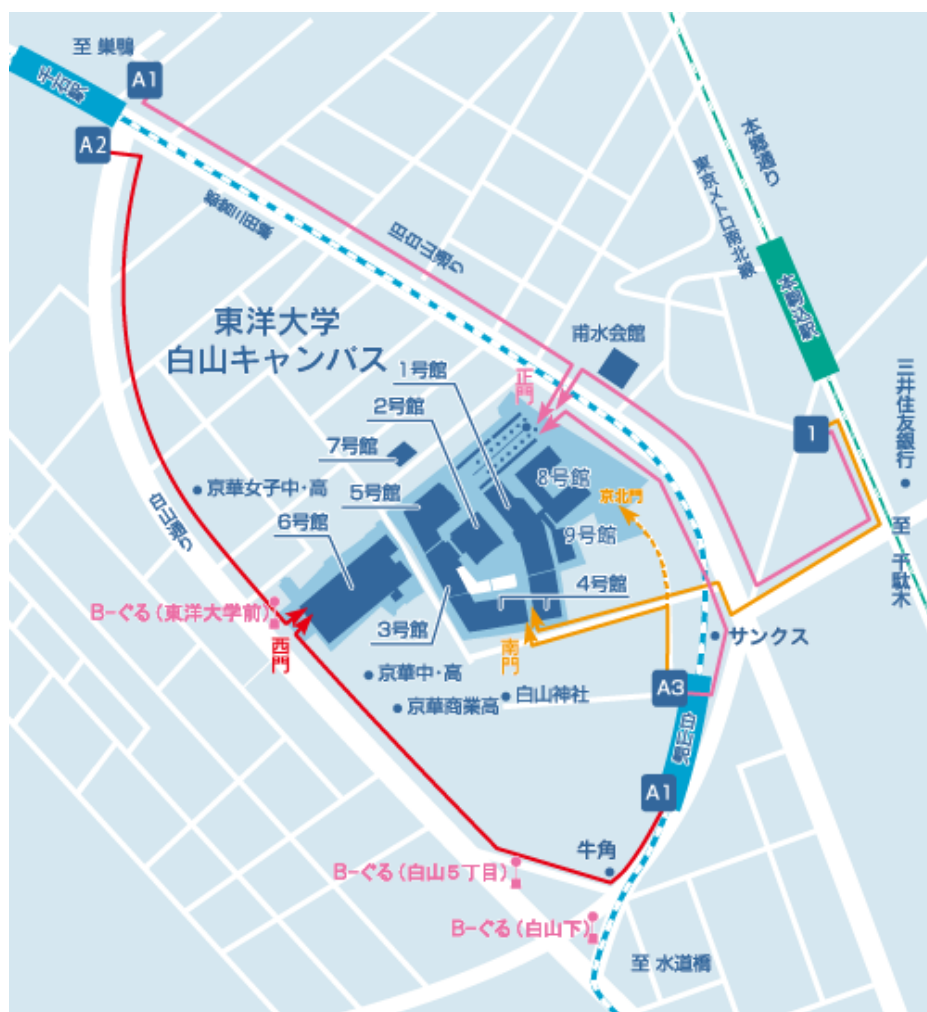 至 巣鴨
A1
千石駅
A2
本郷通り
東京メトロ南北線
都営三田線
旧白山通り
本駒込駅
東洋大学
白山キャンパス
甫水会館
1号館
正門
三井住友銀行
2号館
1
7号館
8号館
京華女子中・高
5号館
京北門
6号館
9号館
至 千駄木
白山通り
4号館
B-ぐる(東洋大学前)
3号館
サンクス
西門
南門
京華中・高
A3
白山神社
京華商業高
白山駅
A1
牛角
B-ぐる(白山5丁目)
B-ぐる(白山下)
至 水道橋